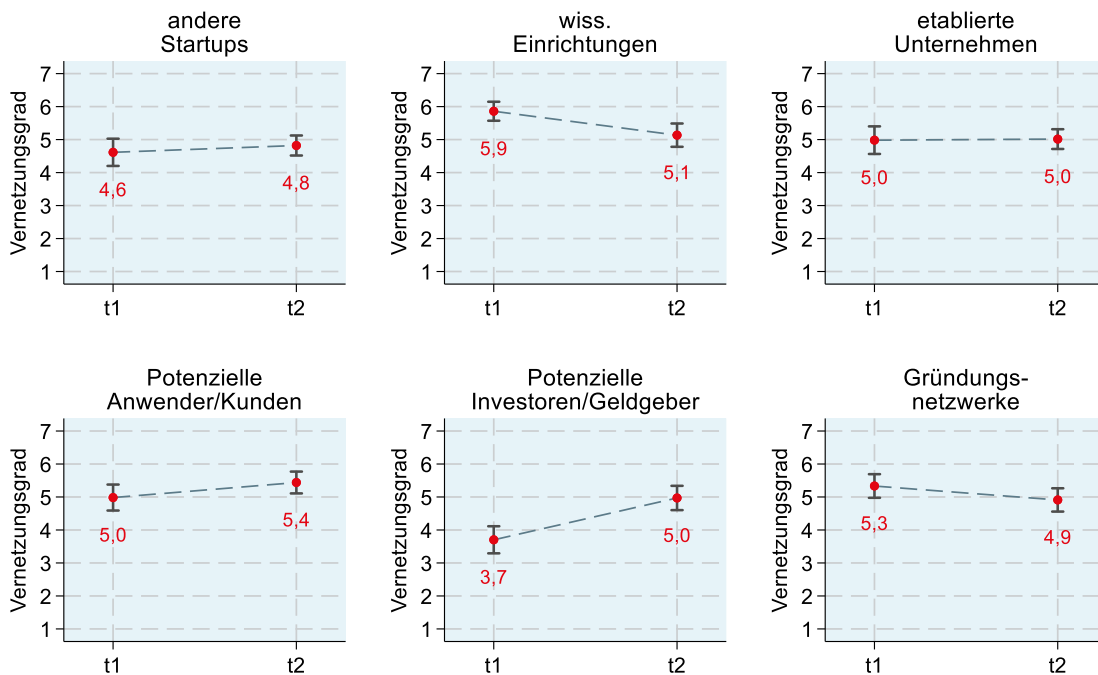 andere
Startups
Vernetzungsgrad
7
6
5
4
3
2
1
4,6
4,8
t1
t2
wiss.
Einrichtungen
Vernetzungsgrad
7
6
5
4
3
2
1
5,9
5,1
t1
t2
etablierte
Unternehmen
Vernetzungsgrad
7
6
5
4
3
2
1
5,0
5,0
t1
t2
Potenzielle
Anwender/Kunden
Vernetzungsgrad
7
6
5
4
3
2
1
5,0
5,4
t1
t2
Potenzielle
Investoren/Geldgeber
Vernetzungsgrad
7
6
5
4
3
2
1
3,7
5,0
t1
t2
Gründungs-
netzwerke
Vernetzungsgrad
7
6
5
4
3
2
1
5,3
4,9
t1
t2